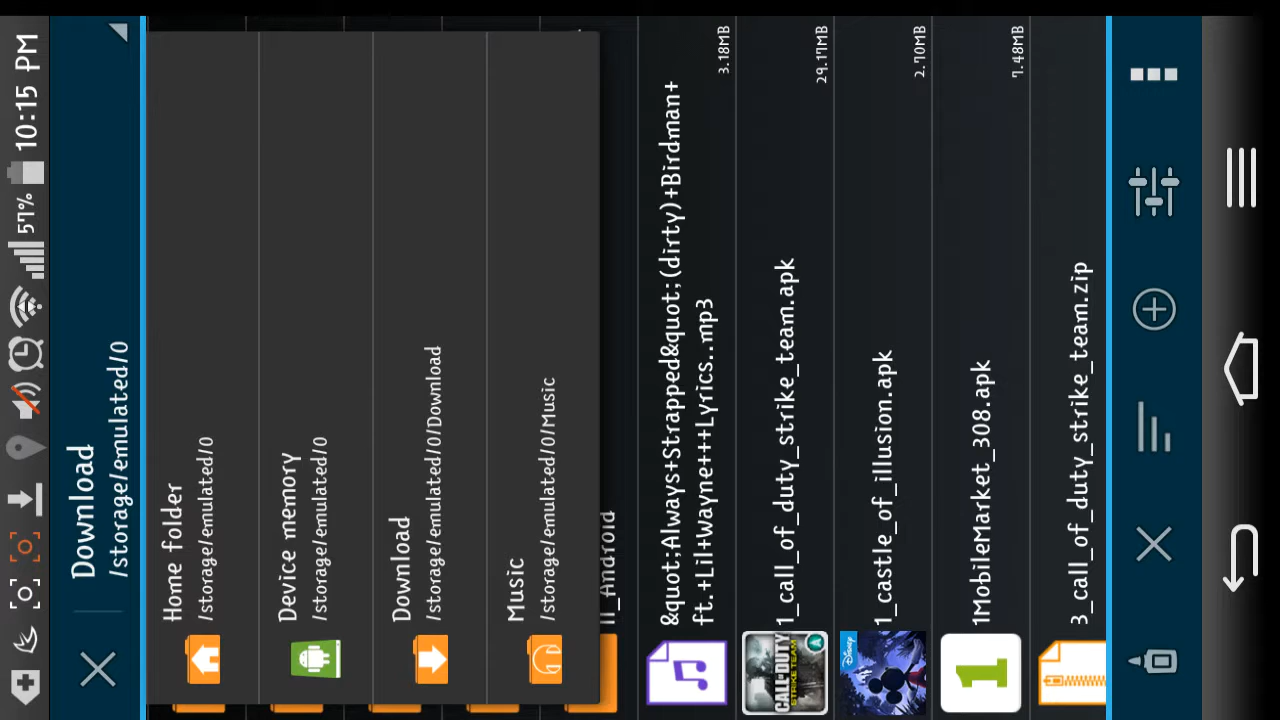 57% 10:15 PM
Download
/storage/emulated/0
Home folder
/storage/emulated/0
Device memory
/storage/emulated/0
Download
/storage/emulated/0/Download
Music
/storage/emulated/0/Music
&quot;Always+Strapped&quot;(dirty)+Birdman+
ft.+Lil+Wayne+++Lyrics..mp3
3.18MB
CALL OF DUTY
STRIKE TEAM
1_call_of_duty_strike_team.apk
29.17MB
Disney
1_castle_of_illusion.apk
2.70MB
1
1MobileMarket_308.apk
7.48MB
3_call_of_duty_strike_team.zip